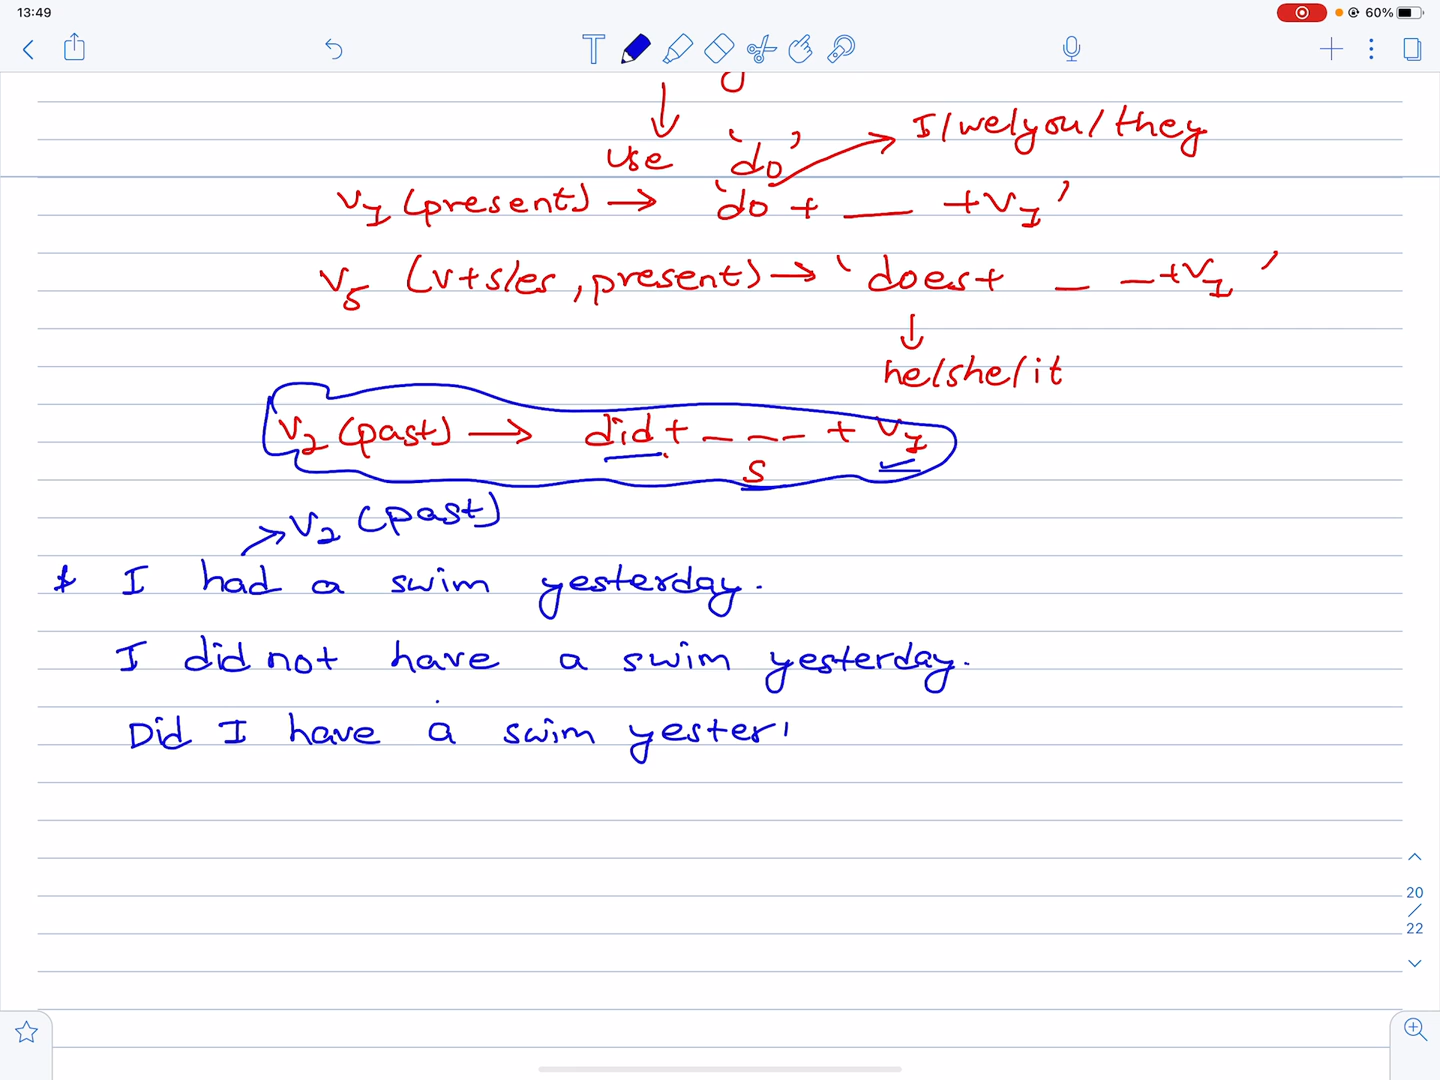 13:49
60%
T
I/we/you/they
use 'do'
V1 (present) → 'do + ___ + V1'
V5 (V+s/es, present) → 'does + _ _ + V1'
he/she/it
V2 (past) → did + _ _ _ + V1
S
V2 (past)
* I had a swim yesterday.
I did not have a swim yesterday.
Did I have a swim yester
20
/
22